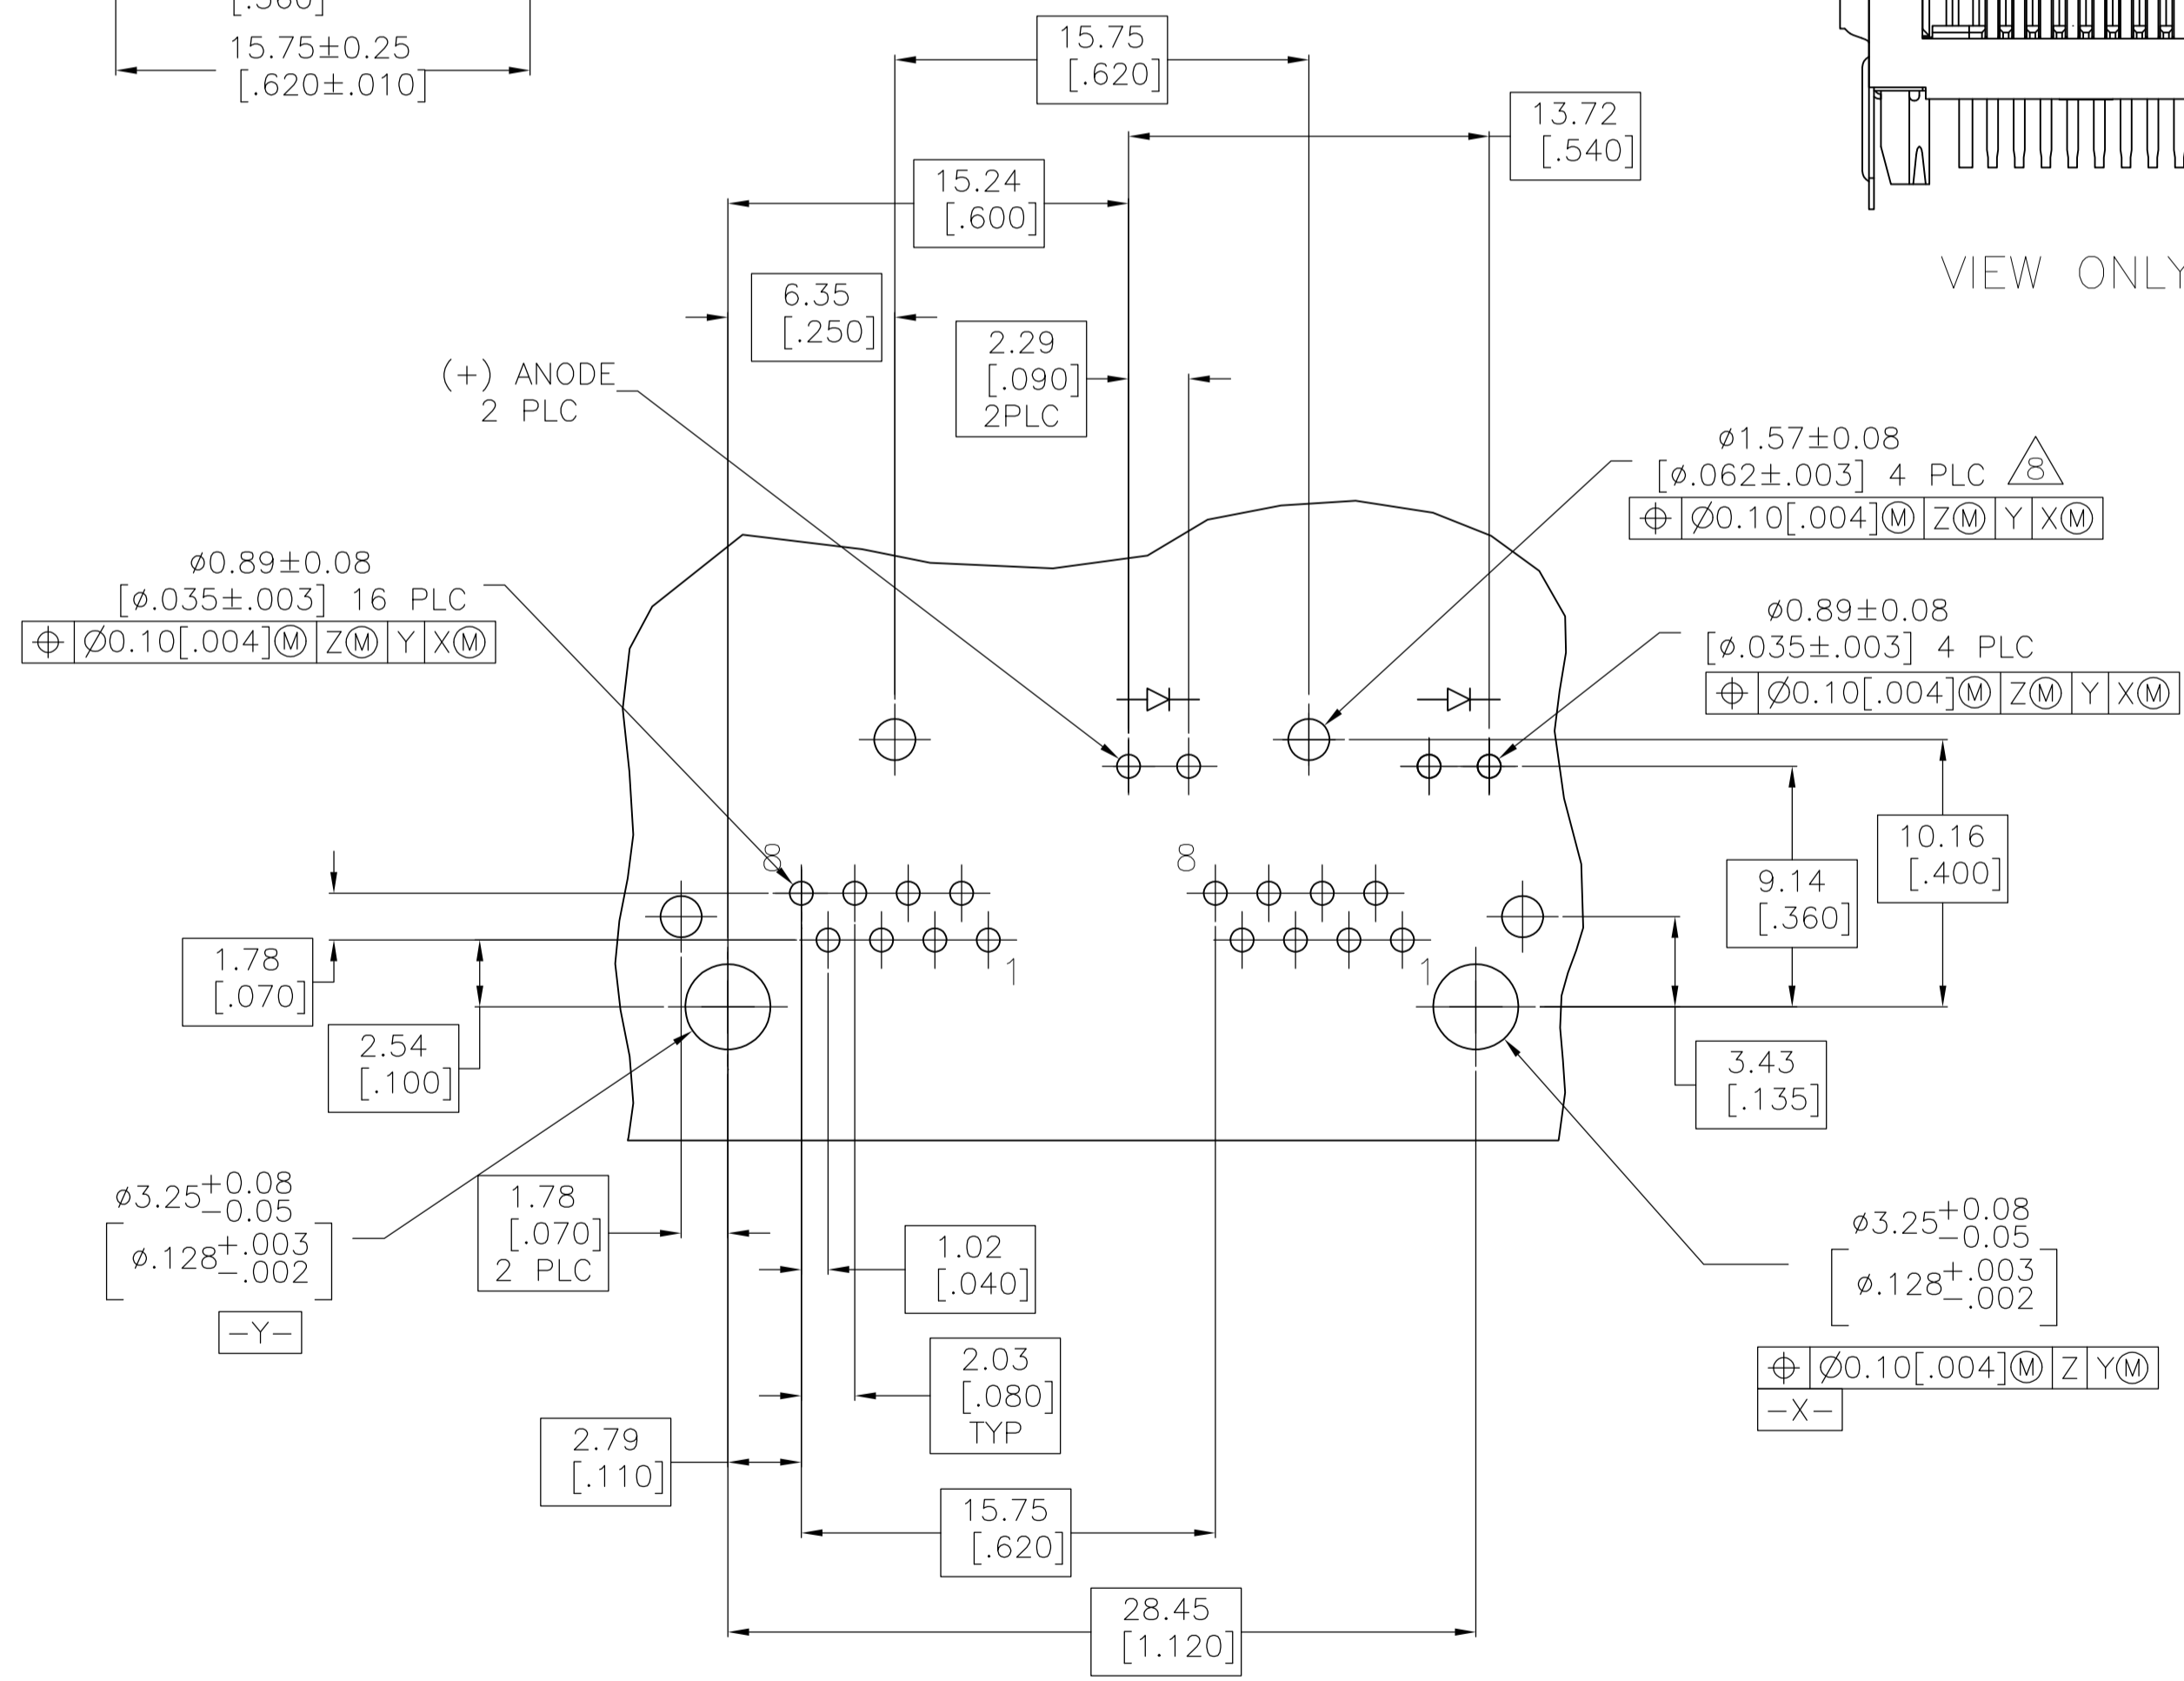 [.560]
15.75±0.25
[.620±.010]
15.75
[.620]
13.72
[.540]
15.24
[.600]
VIEW ONLY
6.35
[.250]
2.29
[.090]
2PLC
(+) ANODE
2 PLC
ø1.57±0.08
[ø.062±.003] 4 PLC 8
⌖ Ø0.10[.004]Ⓜ ZⓂ Y XⓂ
ø0.89±0.08
[ø.035±.003] 16 PLC
⌖ Ø0.10[.004]Ⓜ ZⓂ Y XⓂ
ø0.89±0.08
[ø.035±.003] 4 PLC
⌖ Ø0.10[.004]Ⓜ ZⓂ Y XⓂ
8
8
10.16
[.400]
9.14
[.360]
1
1
1.78
[.070]
2.54
[.100]
3.43
[.135]
ø3.25+0.08
−0.05
[ø.128+.003
−.002]
-Y-
1.78
[.070]
2 PLC
1.02
[.040]
ø3.25+0.08
−0.05
[ø.128+.003
−.002]
⌖ Ø0.10[.004]Ⓜ Z YⓂ
-X-
2.03
[.080]
TYP
2.79
[.110]
15.75
[.620]
28.45
[1.120]